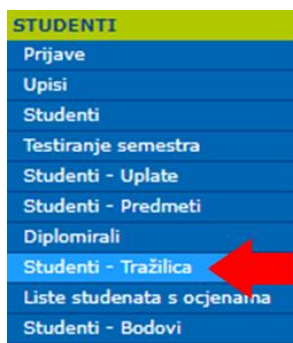 STUDENTI
Prijave
Upisi
Studenti
Testiranje semestra
Studenti - Uplate
Studenti - Predmeti
Diplomirali
Studenti - Tražilica
Liste studenata s ocjenama
Studenti - Bodovi